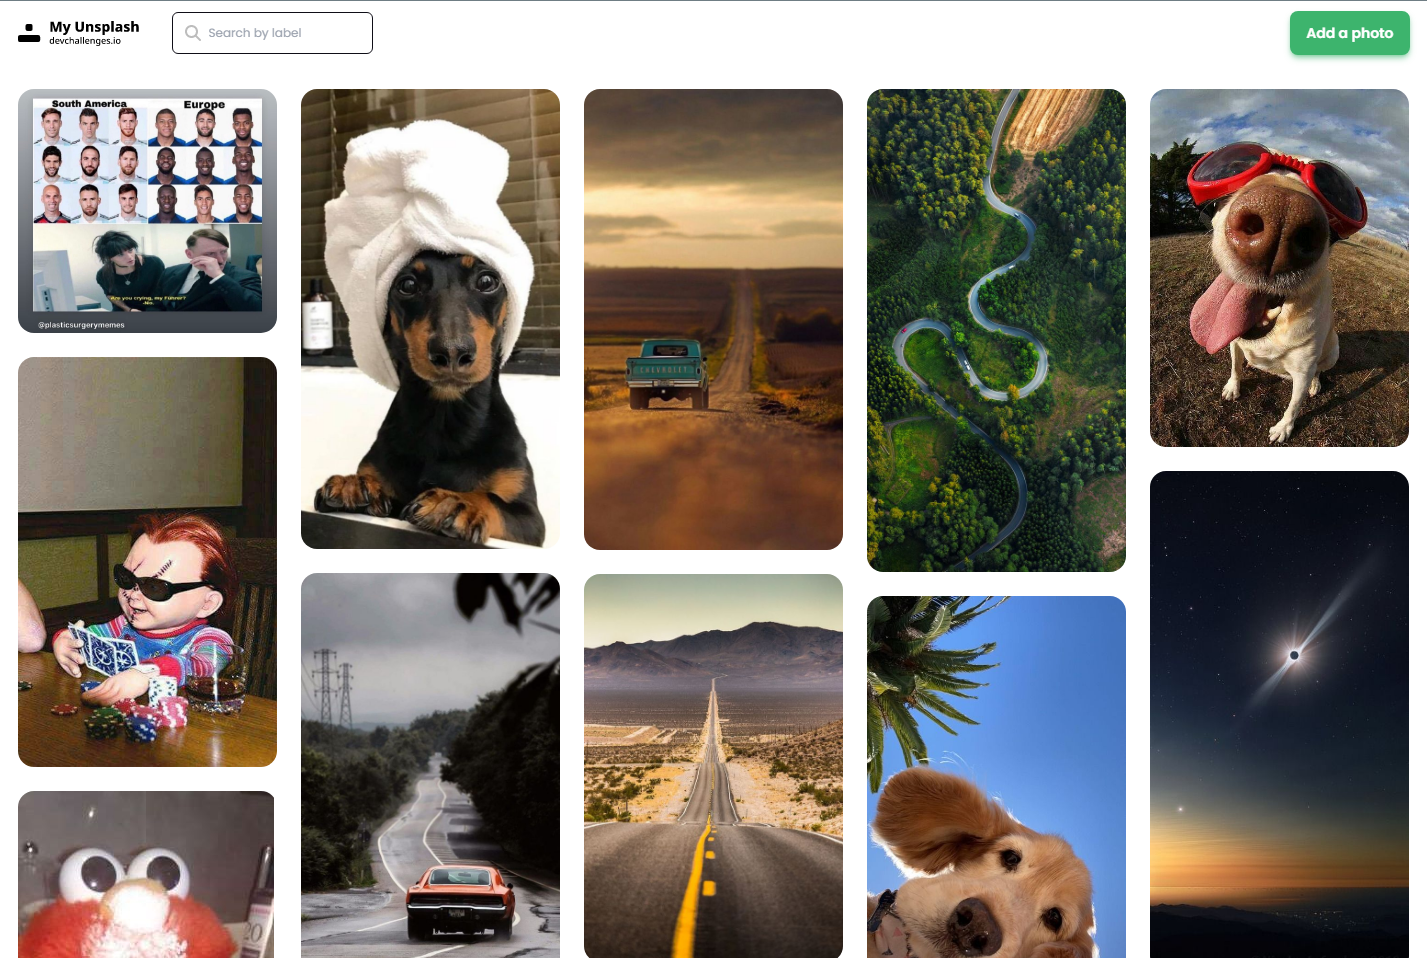 My Unsplash
devchallenges.io
Search by label
Add a photo
South America
Europe
Are you crying, my Führer?
-No.
@plasticsurgerymemes
CHEVROLET
20